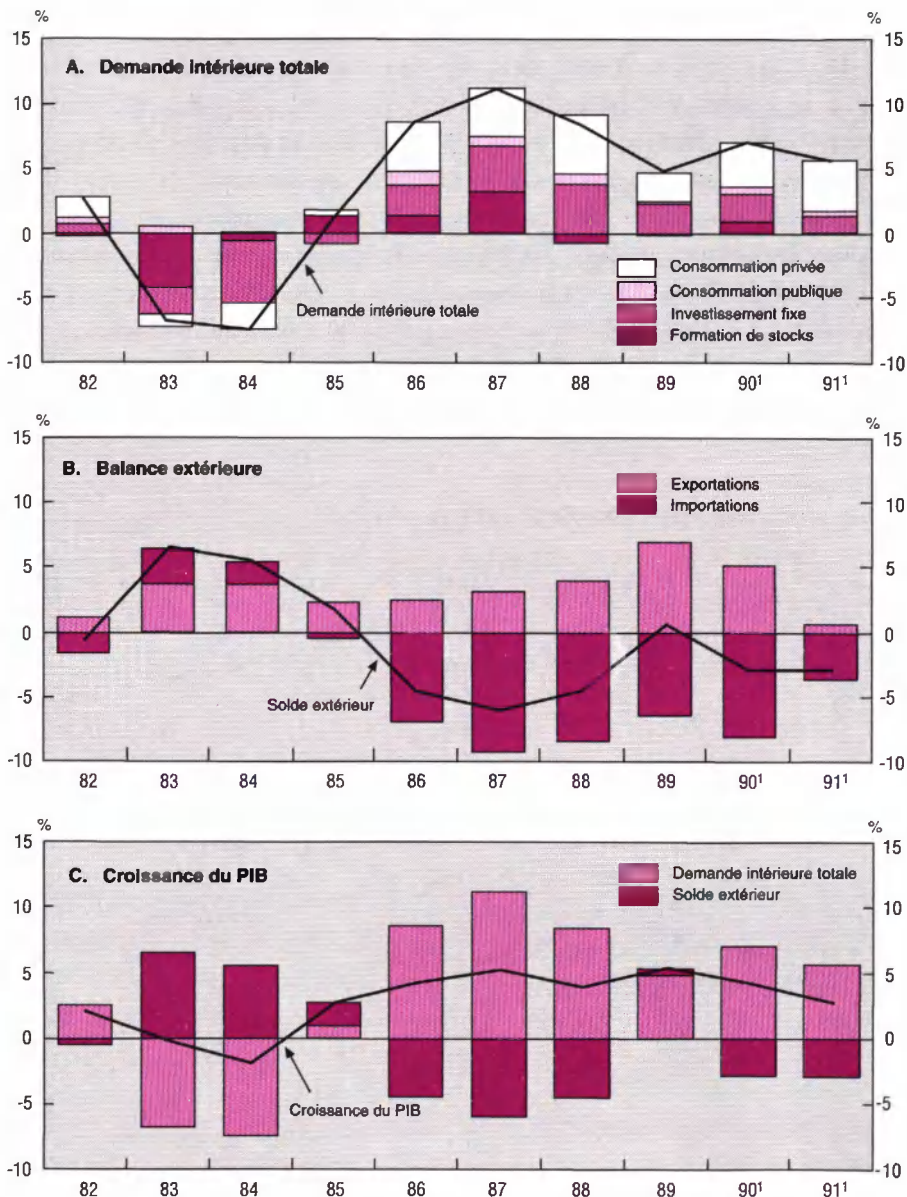 % %
15 15
A. Demande intérieure totale
10 10
5 5
0 0
Consommation privée
Consommation publique
-5 Demande intérieure totale -5
Investissement fixe
Formation de stocks
-10 -10
82 83 84 85 86 87 88 89 90¹ 91¹
% %
15 15
B. Balance extérieure
Exportations
10 Importations 10
5 5
0 0
-5 Solde extérieur -5
-10 -10
82 83 84 85 86 87 88 89 90¹ 91¹
% %
15 15
C. Croissance du PIB
Demande intérieure totale
Solde extérieur
10 10
5 5
0 0
-5 Croissance du PIB -5
-10 -10
82 83 84 85 86 87 88 89 90¹ 91¹